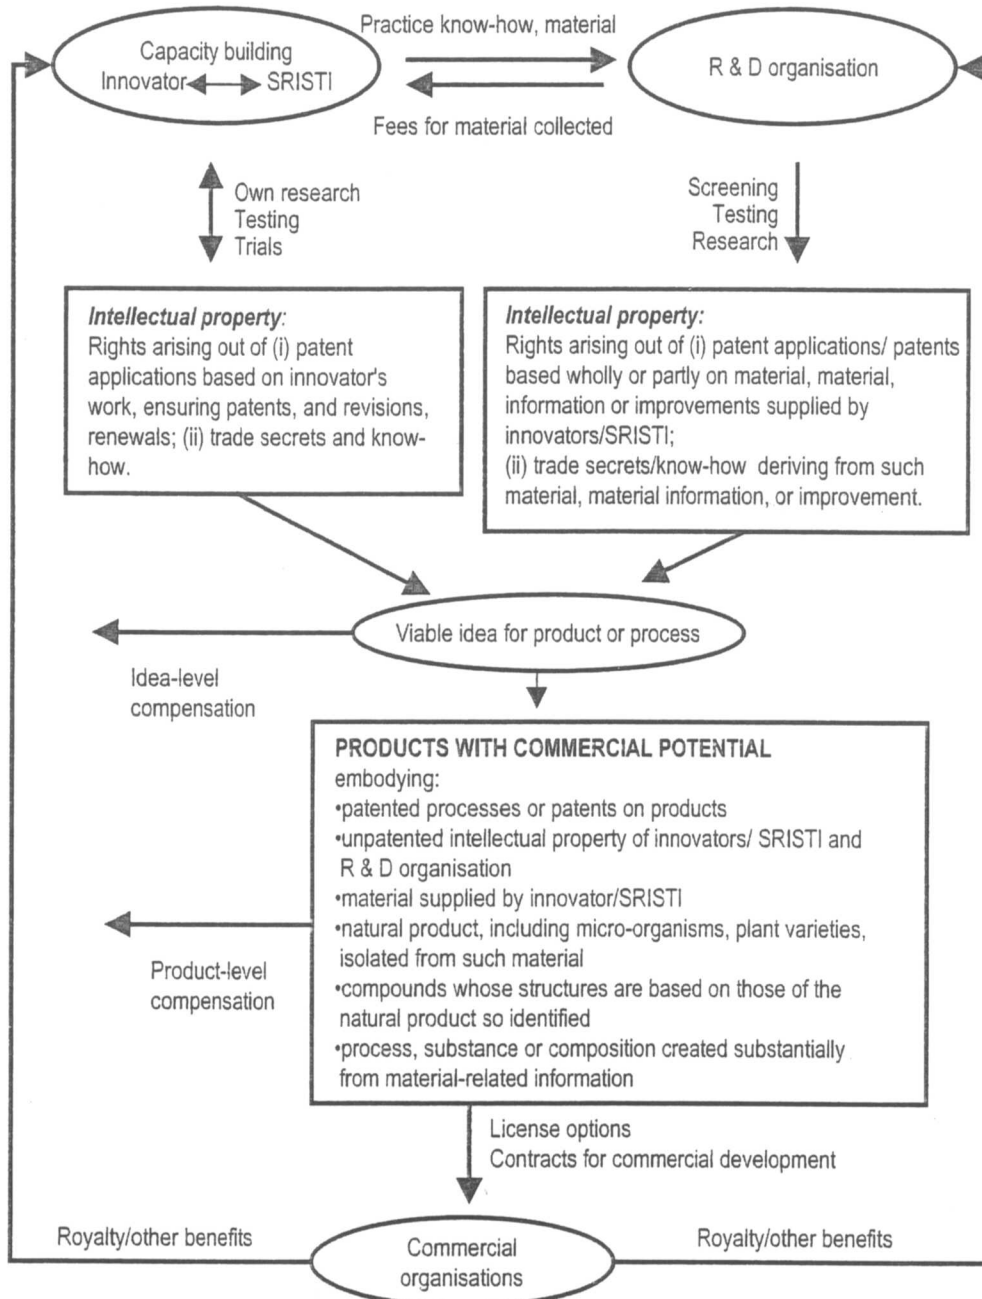 Capacity building
Innovator SRISTI
Practice know-how, material
Fees for material collected
R & D organisation
Own research
Testing
Trials
Screening
Testing
Research
Intellectual property:
Rights arising out of (i) patent
applications based on innovator's
work, ensuring patents, and revisions,
renewals; (ii) trade secrets and know-
how.
Intellectual property:
Rights arising out of (i) patent applications/ patents
based wholly or partly on material, material,
information or improvements supplied by
innovators/SRISTI;
(ii) trade secrets/know-how deriving from such
material, material information, or improvement.
Viable idea for product or process
Idea-level
compensation
PRODUCTS WITH COMMERCIAL POTENTIAL
embodying:
•patented processes or patents on products
•unpatented intellectual property of innovators/ SRISTI and
R & D organisation
•material supplied by innovator/SRISTI
•natural product, including micro-organisms, plant varieties,
isolated from such material
•compounds whose structures are based on those of the
natural product so identified
•process, substance or composition created substantially
from material-related information
Product-level
compensation
License options
Contracts for commercial development
Royalty/other benefits
Commercial
organisations
Royalty/other benefits